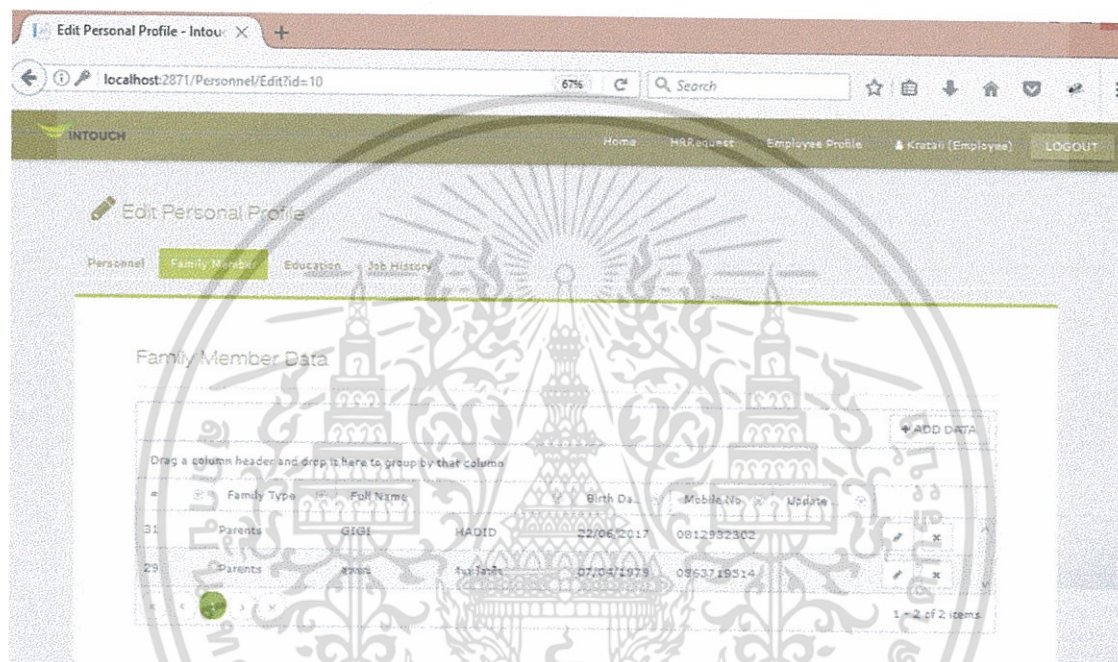 Edit Personal Profile - Intouc
localhost:2871/Personnel/Edit?id=10
67%
Search
INTOUCH
Home HRRequest Employee Profile Kratai (Employee) LOGOUT
Edit Personal Profile
Personnel Family Member Education Job History
Family Member Data
+ ADD DATA
Drag a column header and drop it here to group by that column
# Family Type Full Name Birth Da... Mobile No Update...
31 Parents GIGI HADID 22/06/2017 0812932302
29 Parents 07/04/1979 0863719514
1
1 - 2 of 2 items